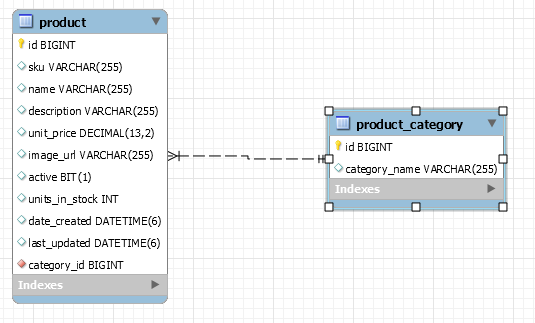 product
id BIGINT
sku VARCHAR(255)
name VARCHAR(255)
description VARCHAR(255)
unit_price DECIMAL(13,2)
image_url VARCHAR(255)
active BIT(1)
units_in_stock INT
date_created DATETIME(6)
last_updated DATETIME(6)
category_id BIGINT
Indexes
product_category
id BIGINT
category_name VARCHAR(255)
Indexes